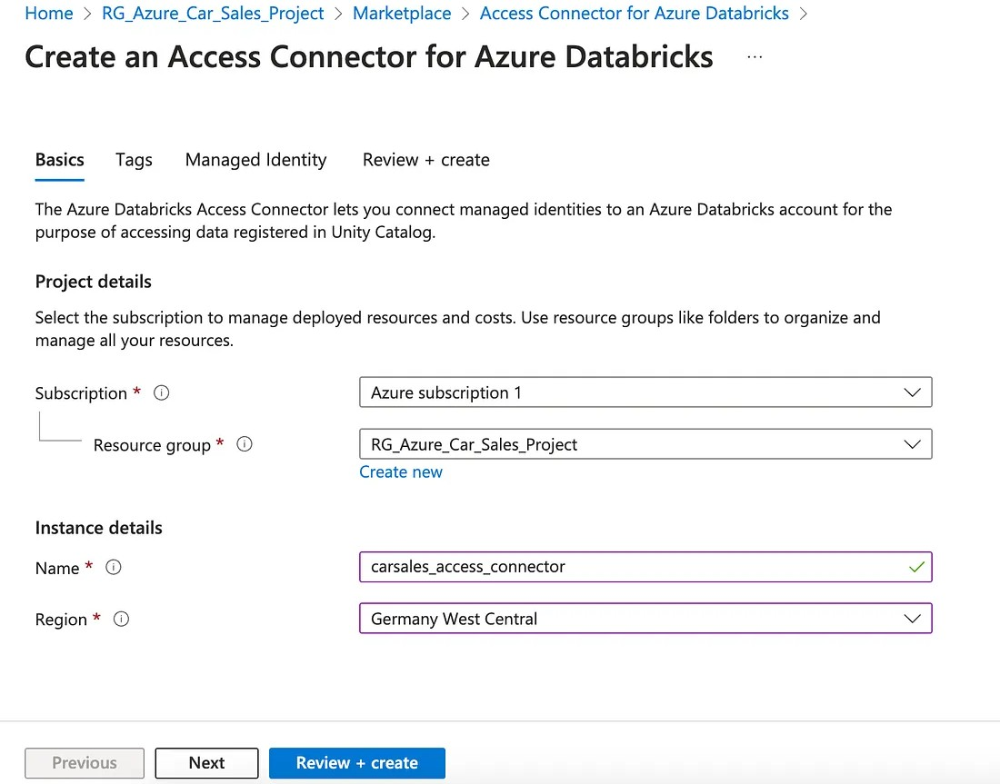 Home > RG_Azure_Car_Sales_Project > Marketplace > Access Connector for Azure Databricks >
Create an Access Connector for Azure Databricks ...
Basics Tags Managed Identity Review + create
The Azure Databricks Access Connector lets you connect managed identities to an Azure Databricks account for the
purpose of accessing data registered in Unity Catalog.
Project details
Select the subscription to manage deployed resources and costs. Use resource groups like folders to organize and
manage all your resources.
Subscription * Azure subscription 1
Resource group * RG_Azure_Car_Sales_Project
Create new
Instance details
Name * carsales_access_connector
Region * Germany West Central
Previous Next Review + create